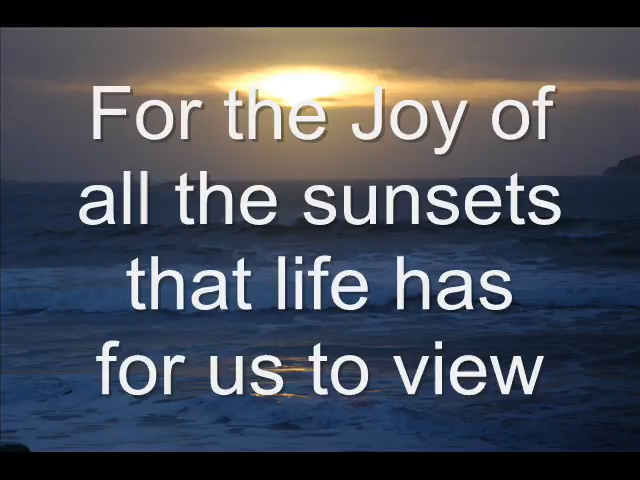 For the Joy of
all the sunsets
that life has
for us to view